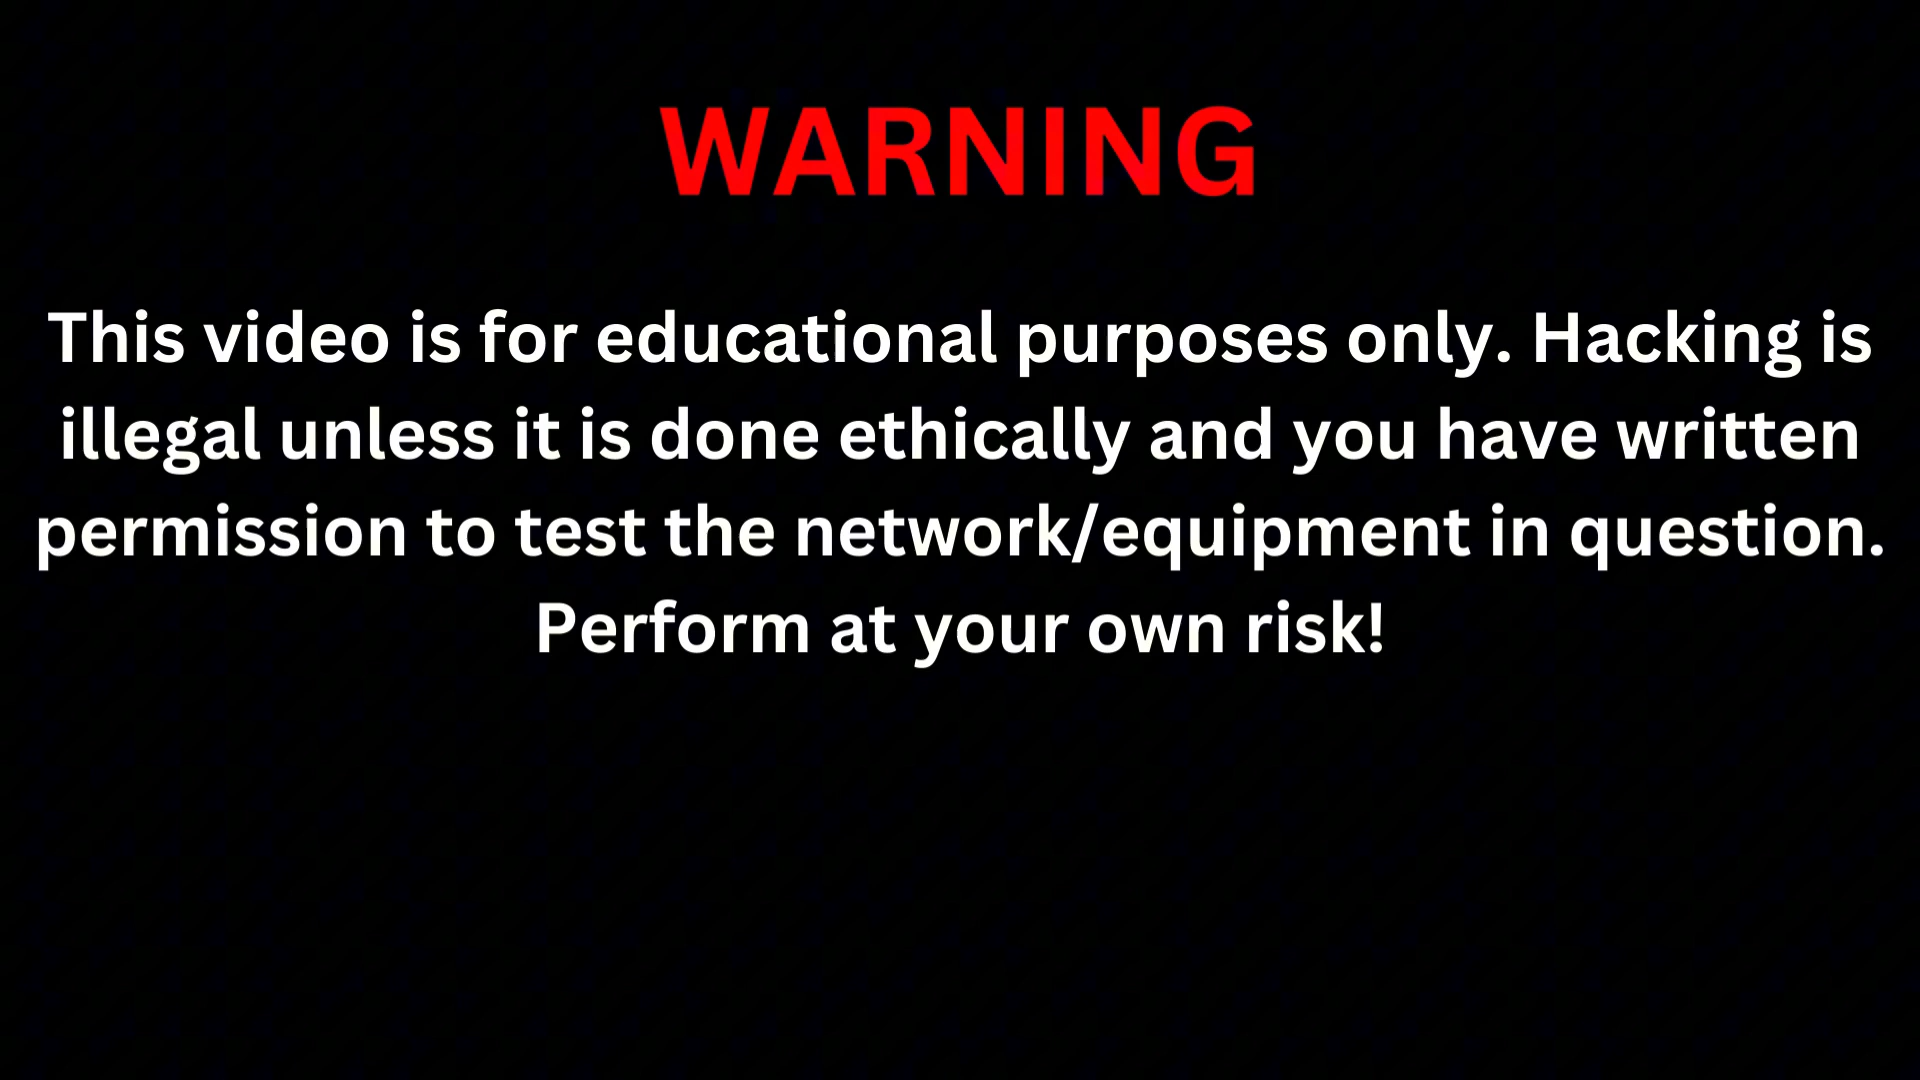 WARNING
This video is for educational purposes only. Hacking is
illegal unless it is done ethically and you have written
permission to test the network/equipment in question.
Perform at your own risk!